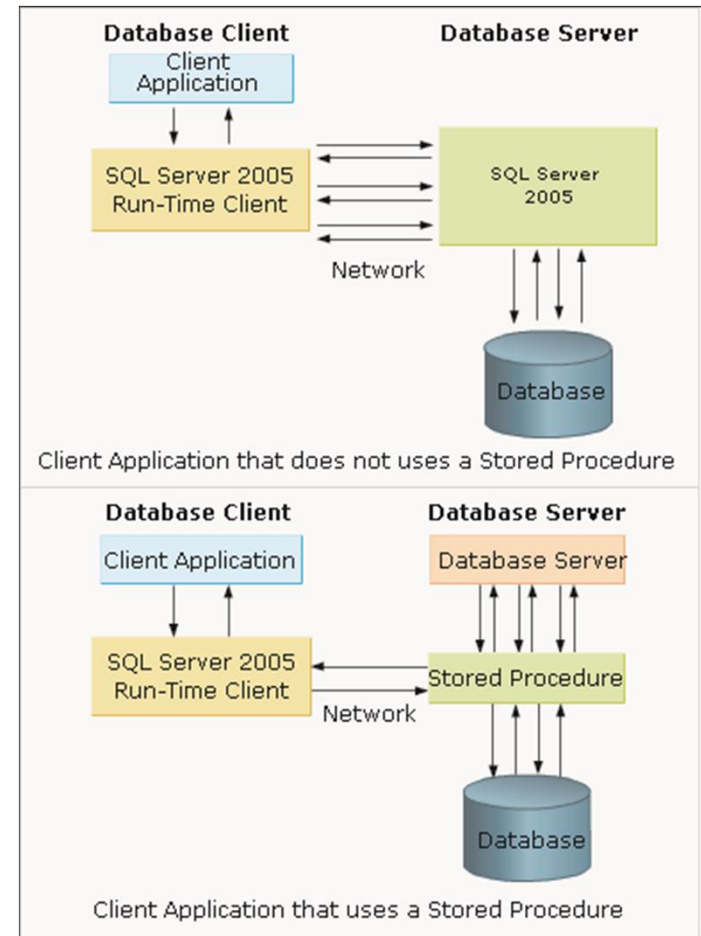 Database Client
Database Server
Client
Application
SQL Server 2005
Run-Time Client
SQL Server
2005
Network
Database
Client Application that does not uses a Stored Procedure
Database Client
Database Server
Client Application
Database Server
SQL Server 2005
Run-Time Client
Stored Procedure
Network
Database
Client Application that uses a Stored Procedure